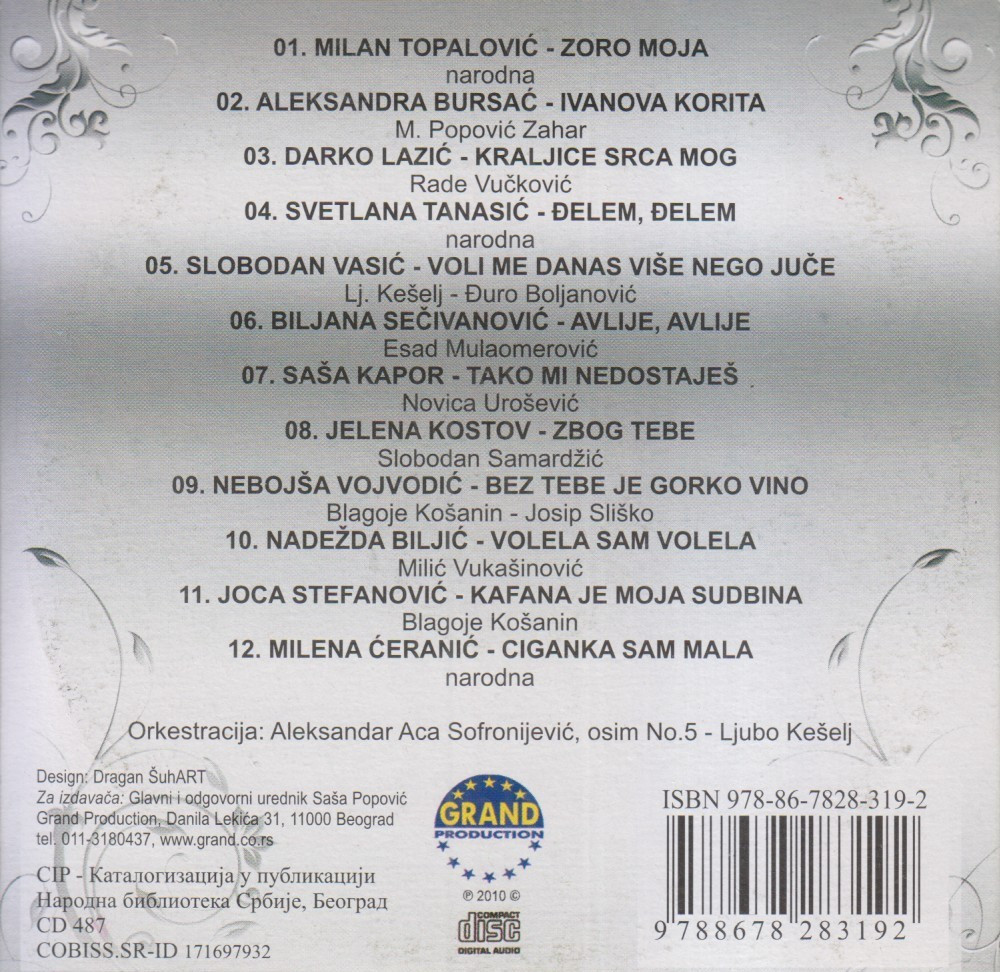 01. MILAN TOPALOVIĆ - ZORO MOJA
narodna
02. ALEKSANDRA BURSAĆ - IVANOVA KORITA
M. Popović Zahar
03. DARKO LAZIĆ - KRALJICE SRCA MOG
Rade Vučković
04. SVETLANA TANASIĆ - ĐELEM, ĐELEM
narodna
05. SLOBODAN VASIĆ - VOLI ME DANAS VIŠE NEGO JUČE
Lj. Kešelj - Đuro Boljanović
06. BILJANA SEČIVANOVIĆ - AVLIJE, AVLIJE
Esad Mulaomerović
07. SAŠA KAPOR - TAKO MI NEDOSTAJEŠ
Novica Urošević
08. JELENA KOSTOV - ZBOG TEBE
Slobodan Samardžić
09. NEBOJŠA VOJVODIĆ - BEZ TEBE JE GORKO VINO
Blagoje Košanin - Josip Sliško
10. NADEŽDA BILJIĆ - VOLELA SAM VOLELA
Milić Vukašinović
11. JOCA STEFANOVIĆ - KAFANA JE MOJA SUDBINA
Blagoje Košanin
12. MILENA ĆERANIĆ - CIGANKA SAM MALA
narodna
Orkestracija: Aleksandar Aca Sofronijević, osim No.5 - Ljubo Kešelj
Design: Dragan ŠuhART
Za izdavača: Glavni i odgovorni urednik Saša Popović
Grand Production, Danila Lekića 31, 11000 Beograd
tel. 011-3180437, www.grand.co.rs
CIP - Каталогизација у публикацији
Народна библиотека Србије, Београд
CD 487
COBISS.SR-ID 171697932
GRAND
PRODUCTION
℗ 2010 ©
COMPACT
disc
DIGITAL AUDIO
ISBN 978-86-7828-319-2
9 788678 283192